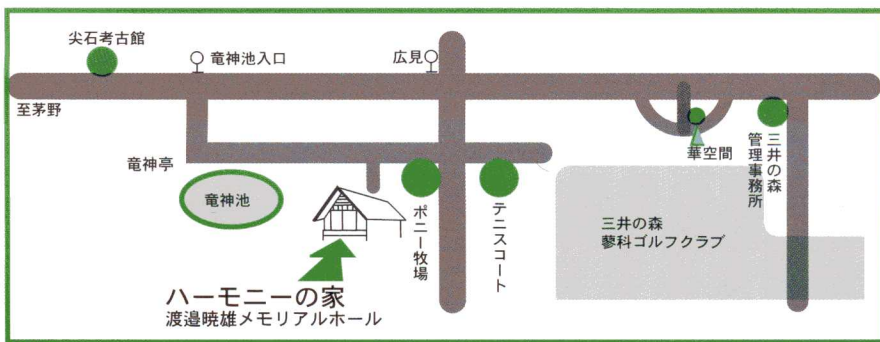 尖石考古館
竜神池入口
広見
至茅野
竜神亭
竜神池
ポニー牧場
テニスコート
華空間
三井の森
管理事務所
三井の森
蓼科ゴルフクラブ
ハーモニーの家
渡邉暁雄メモリアルホール